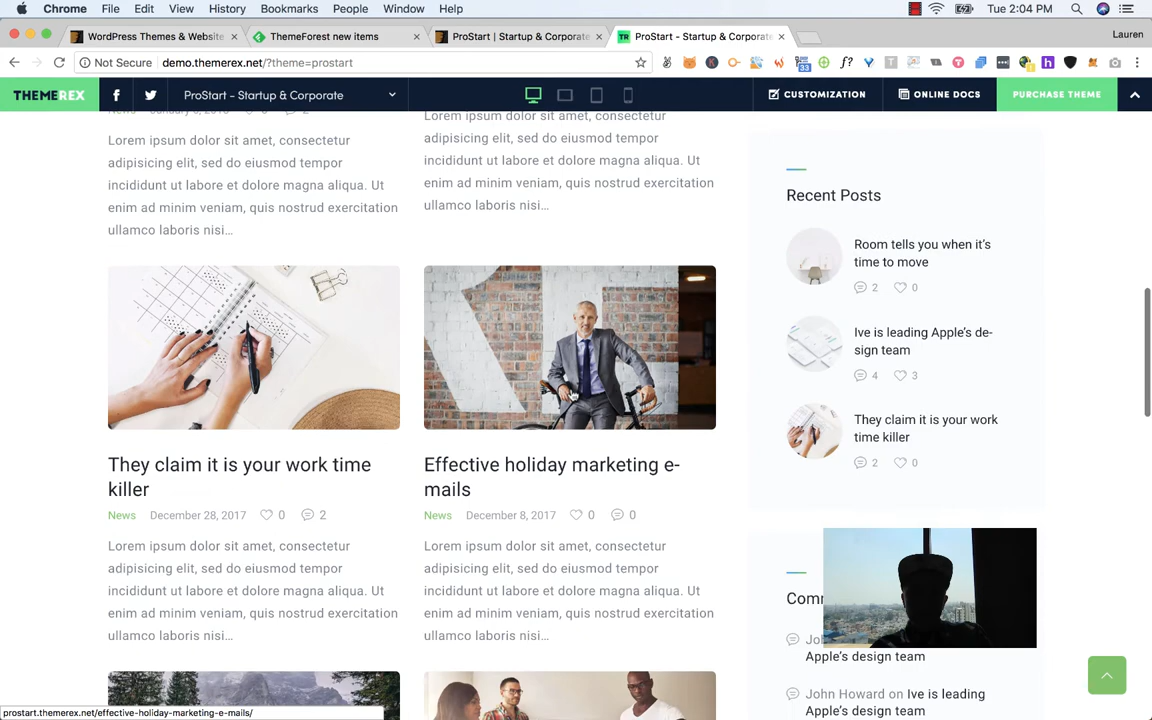 Chrome File Edit View History Bookmarks People Window Help Tue 2:04 PM
WordPress Themes & Website ThemeForest new items ProStart | Startup & Corporate ProStart - Startup & Corporate Lauren
Not Secure demo.themerex.net/?theme=prostart
THEMEREX ProStart – Startup & Corporate CUSTOMIZATION ONLINE DOCS PURCHASE THEME
Lorem ipsum dolor sit amet, consectetur
adipisicing elit, sed do eiusmod tempor
incididunt ut labore et dolore magna aliqua. Ut
enim ad minim veniam, quis nostrud exercitation
ullamco laboris nisi...
Lorem ipsum dolor sit amet, consectetur
adipisicing elit, sed do eiusmod tempor
incididunt ut labore et dolore magna aliqua. Ut
enim ad minim veniam, quis nostrud exercitation
ullamco laboris nisi...
They claim it is your work time
killer
News December 28, 2017 0 2
Lorem ipsum dolor sit amet, consectetur
adipisicing elit, sed do eiusmod tempor
incididunt ut labore et dolore magna aliqua. Ut
enim ad minim veniam, quis nostrud exercitation
ullamco laboris nisi...
Effective holiday marketing e-
mails
News December 8, 2017 0 0
Lorem ipsum dolor sit amet, consectetur
adipisicing elit, sed do eiusmod tempor
incididunt ut labore et dolore magna aliqua. Ut
enim ad minim veniam, quis nostrud exercitation
ullamco laboris nisi...
Recent Posts
Room tells you when it's
time to move
2 0
Ive is leading Apple's de-
sign team
4 3
They claim it is your work
time killer
2 0
Apple's design team
John Howard on Ive is leading
Apple's design team
prostart.themerex.net/effective-holiday-marketing-e-mails/